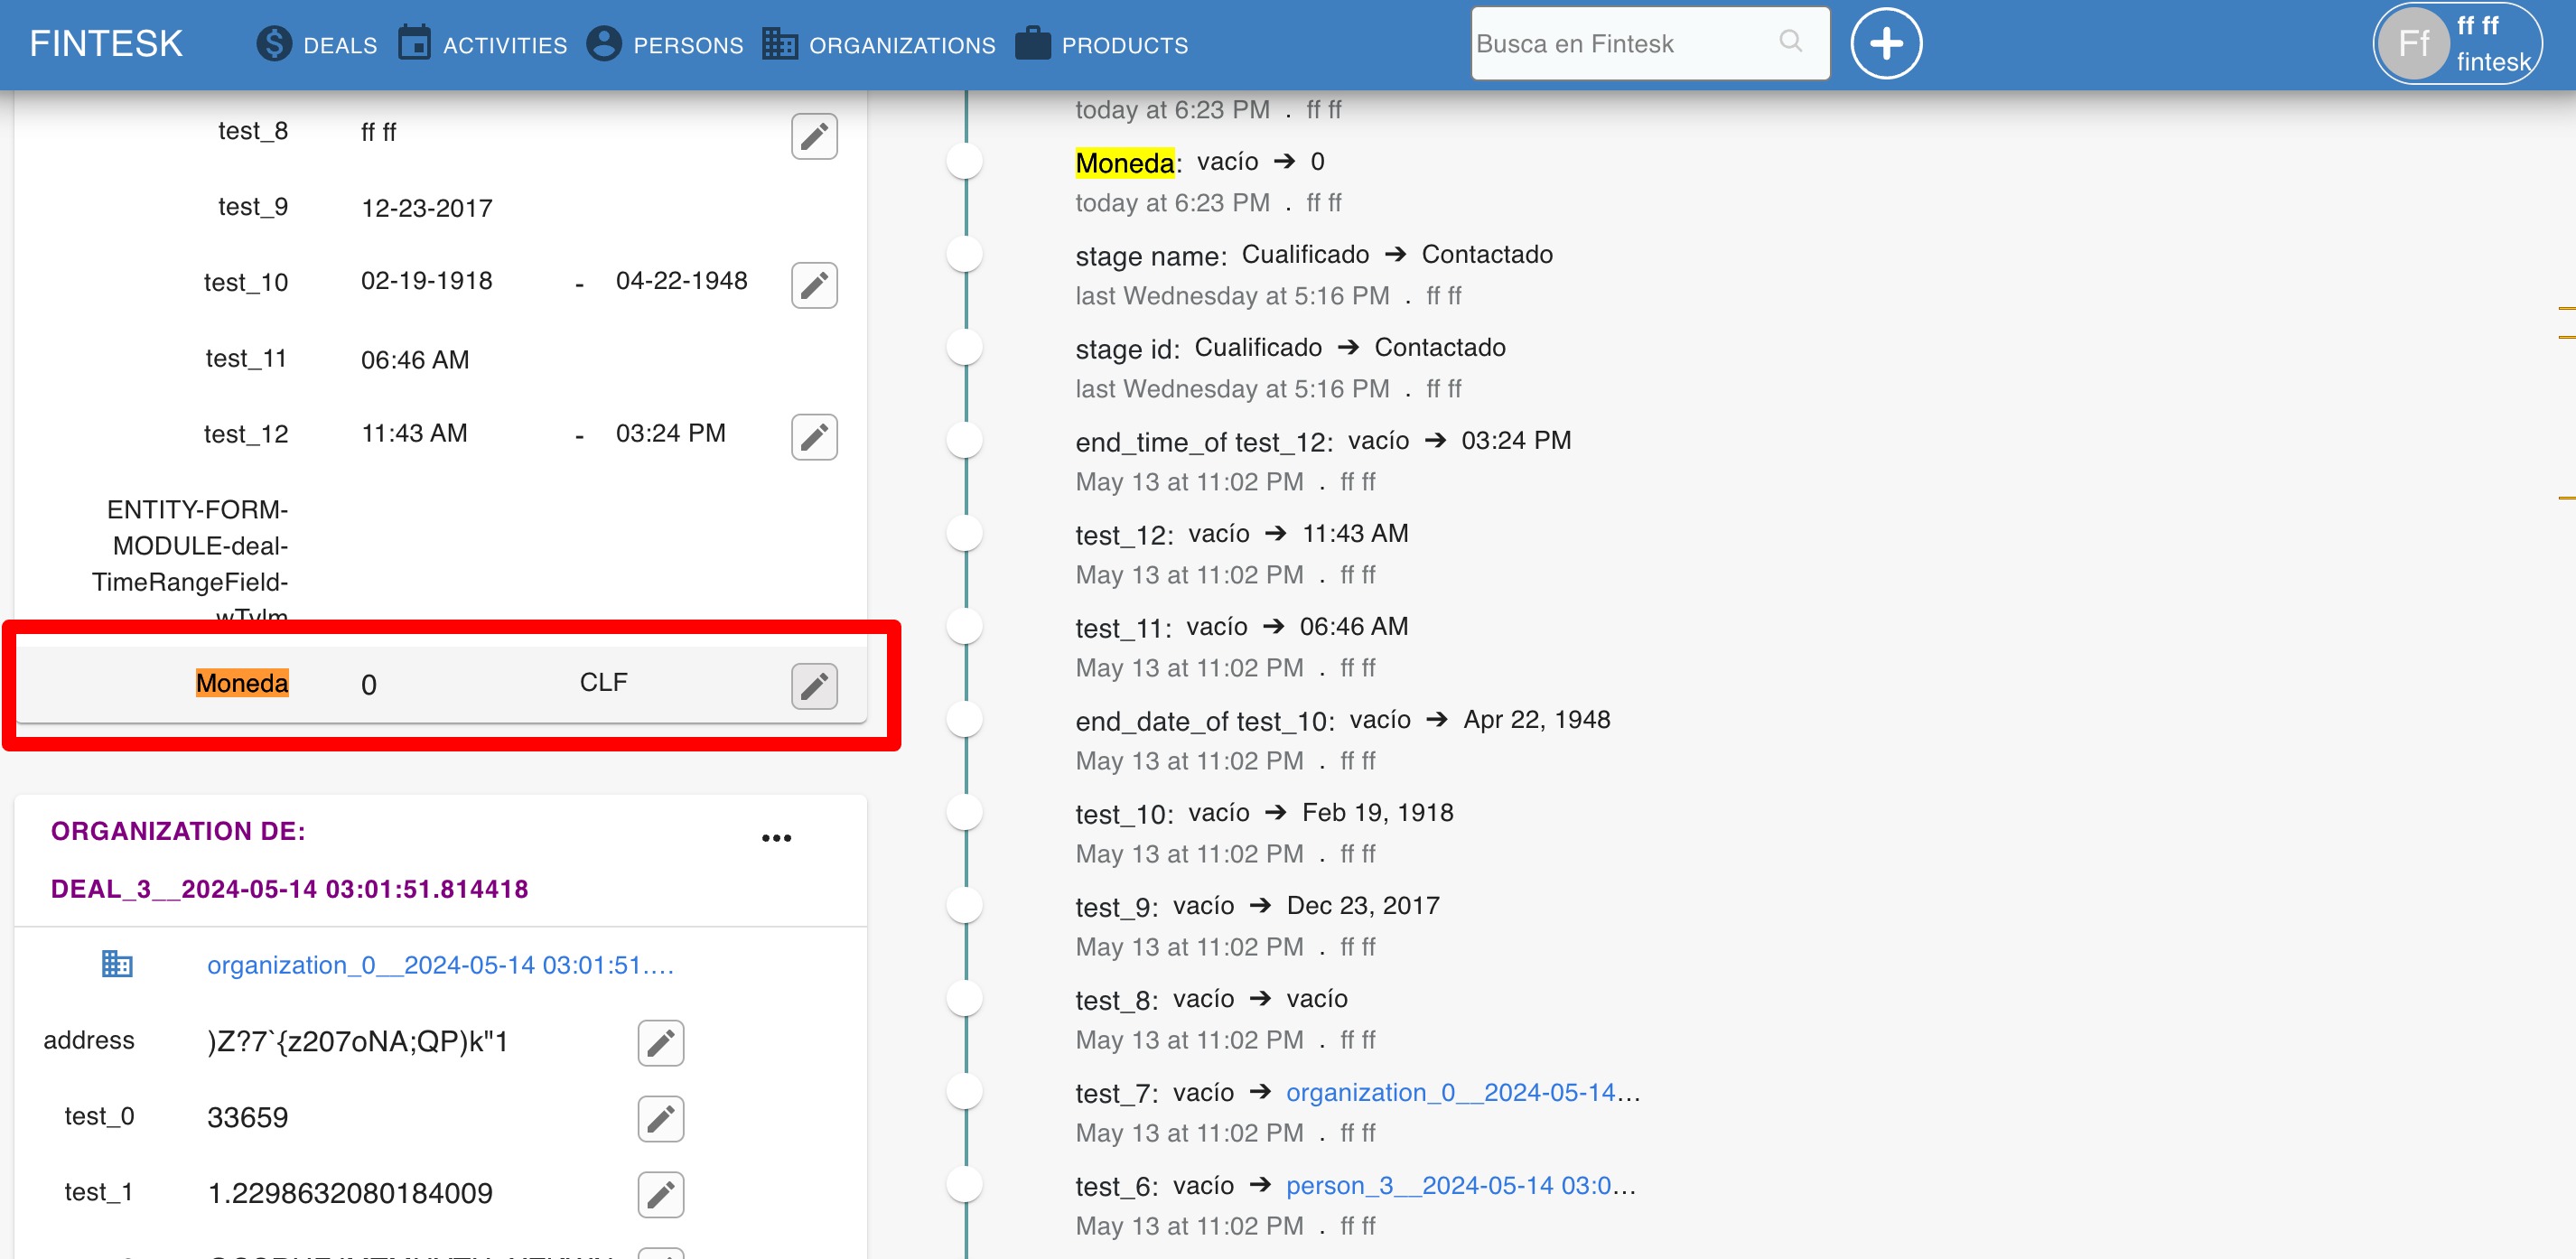 FINTESK
DEALS
ACTIVITIES
PERSONS
ORGANIZATIONS
PRODUCTS
Busca en Fintesk
Ff
ff ff
fintesk
test_8 ff ff
test_9 12-23-2017
test_10 02-19-1918 - 04-22-1948
test_11 06:46 AM
test_12 11:43 AM - 03:24 PM
ENTITY-FORM-
MODULE-deal-
TimeRangeField-
wTylm
Moneda 0 CLF
ORGANIZATION DE:
DEAL_3__2024-05-14 03:01:51.814418
organization_0__2024-05-14 03:01:51....
address )Z?7`{z207oNA;QP)k"1
test_0 33659
test_1 1.2298632080184009
today at 6:23 PM . ff ff
Moneda: vacío → 0
today at 6:23 PM . ff ff
stage name: Cualificado → Contactado
last Wednesday at 5:16 PM . ff ff
stage id: Cualificado → Contactado
last Wednesday at 5:16 PM . ff ff
end_time_of test_12: vacío → 03:24 PM
May 13 at 11:02 PM . ff ff
test_12: vacío → 11:43 AM
May 13 at 11:02 PM . ff ff
test_11: vacío → 06:46 AM
May 13 at 11:02 PM . ff ff
end_date_of test_10: vacío → Apr 22, 1948
May 13 at 11:02 PM . ff ff
test_10: vacío → Feb 19, 1918
May 13 at 11:02 PM . ff ff
test_9: vacío → Dec 23, 2017
May 13 at 11:02 PM . ff ff
test_8: vacío → vacío
May 13 at 11:02 PM . ff ff
test_7: vacío → organization_0__2024-05-14...
May 13 at 11:02 PM . ff ff
test_6: vacío → person_3__2024-05-14 03:0...
May 13 at 11:02 PM . ff ff